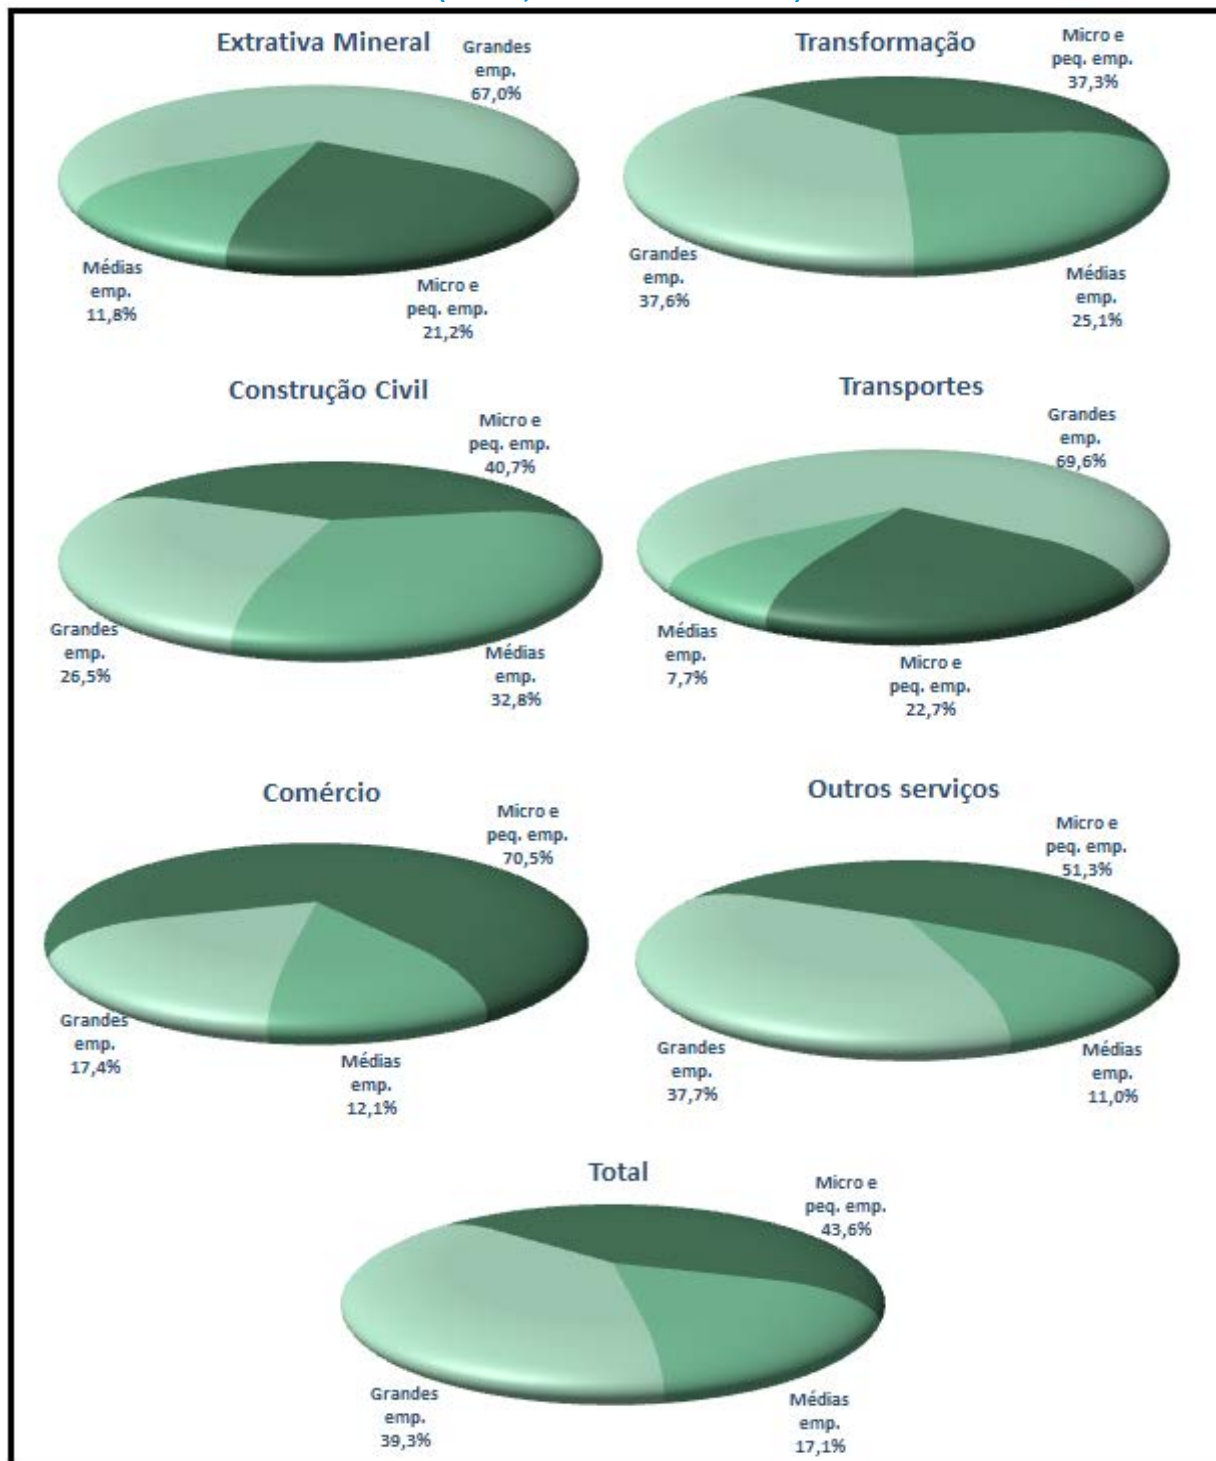 Extrativa Mineral
Grandes
emp.
67,0%
Médias
emp.
11,8%
Micro e
peq. emp.
21,2%
Transformação
Micro e
peq. emp.
37,3%
Grandes
emp.
37,6%
Médias
emp.
25,1%
Construção Civil
Micro e
peq. emp.
40,7%
Grandes
emp.
26,5%
Médias
emp.
32,8%
Transportes
Grandes
emp.
69,6%
Médias
emp.
7,7%
Micro e
peq. emp.
22,7%
Comércio
Micro e
peq. emp.
70,5%
Grandes
emp.
17,4%
Médias
emp.
12,1%
Outros serviços
Micro e
peq. emp.
51,3%
Grandes
emp.
37,7%
Médias
emp.
11,0%
Total
Micro e
peq. emp.
43,6%
Grandes
emp.
39,3%
Médias
emp.
17,1%